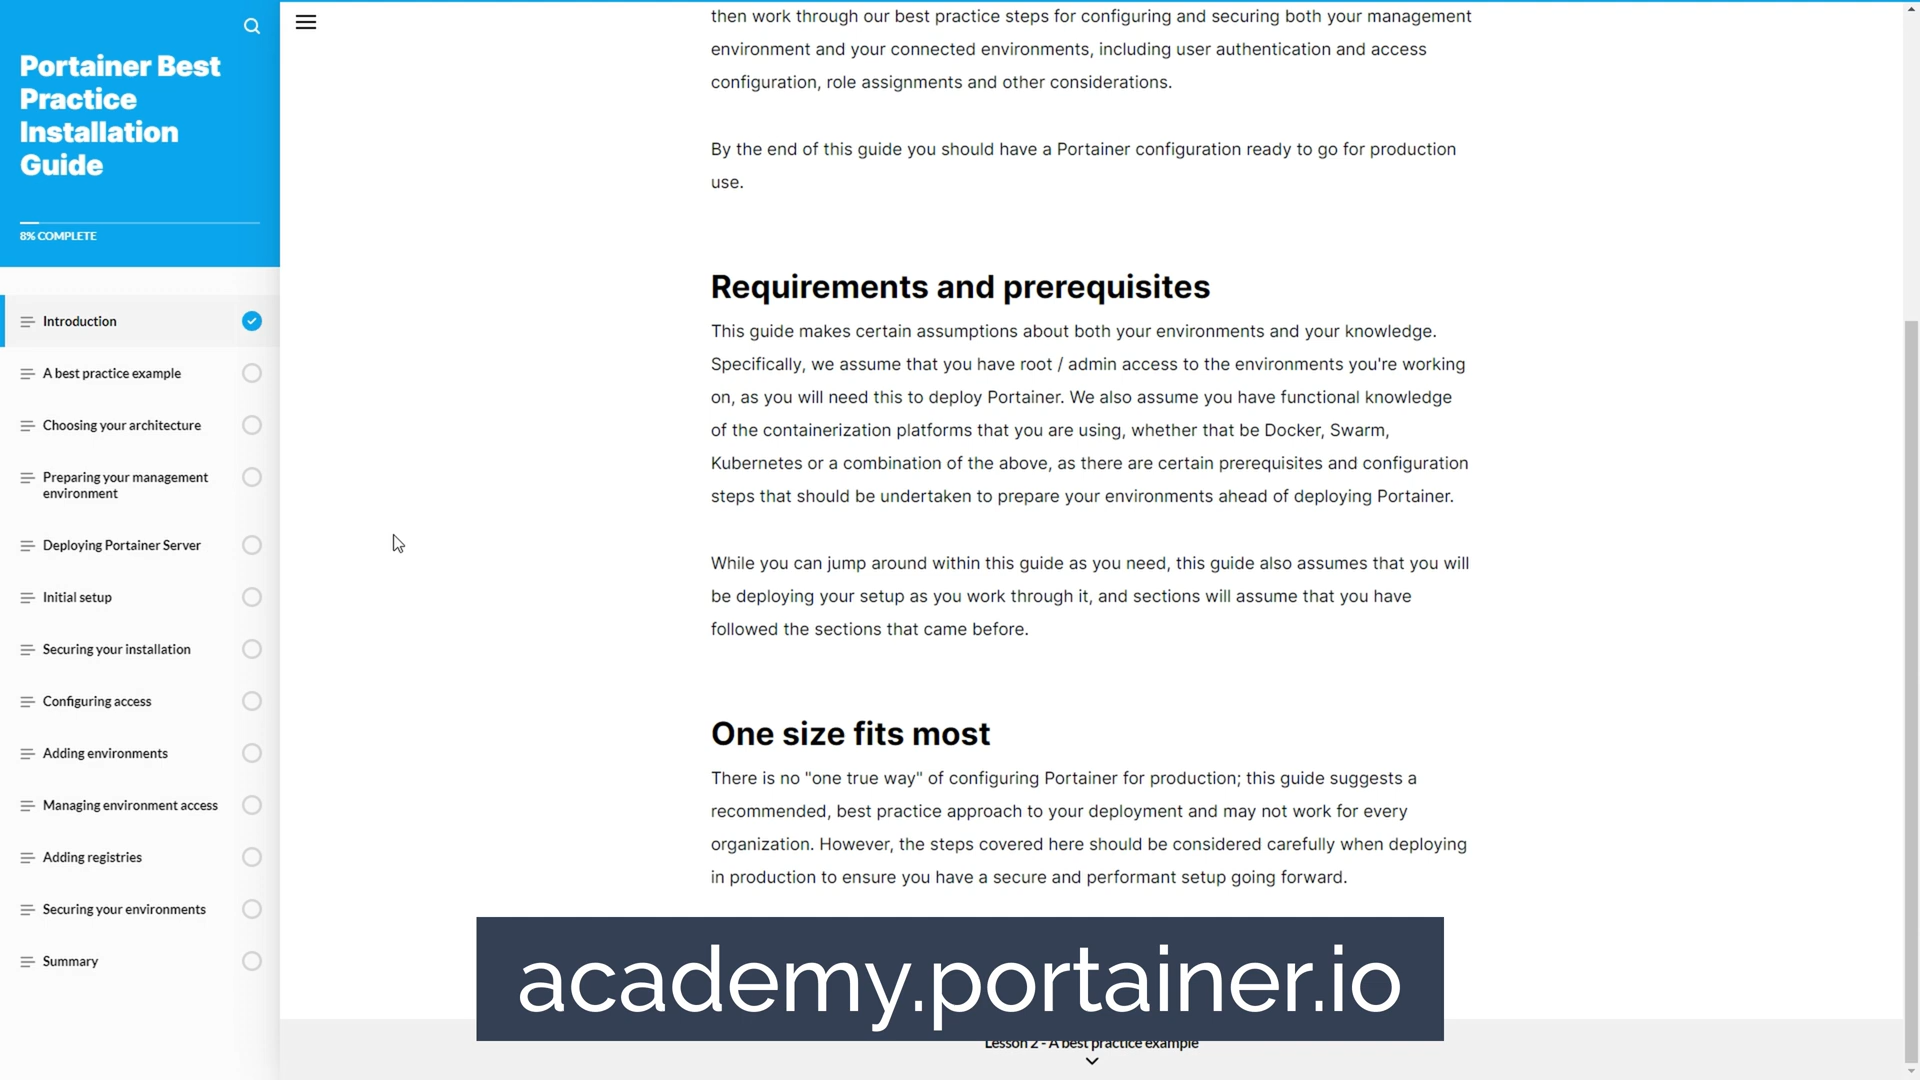 Portainer Best
Practice
Installation
Guide
8% COMPLETE
Introduction
A best practice example
Choosing your architecture
Preparing your management
environment
Deploying Portainer Server
Initial setup
Securing your installation
Configuring access
Adding environments
Managing environment access
Adding registries
Securing your environments
Summary
then work through our best practice steps for configuring and securing both your management
environment and your connected environments, including user authentication and access
configuration, role assignments and other considerations.
By the end of this guide you should have a Portainer configuration ready to go for production
use.
Requirements and prerequisites
This guide makes certain assumptions about both your environments and your knowledge.
Specifically, we assume that you have root / admin access to the environments you're working
on, as you will need this to deploy Portainer. We also assume you have functional knowledge
of the containerization platforms that you are using, whether that be Docker, Swarm,
Kubernetes or a combination of the above, as there are certain prerequisites and configuration
steps that should be undertaken to prepare your environments ahead of deploying Portainer.
While you can jump around within this guide as you need, this guide also assumes that you will
be deploying your setup as you work through it, and sections will assume that you have
followed the sections that came before.
One size fits most
There is no "one true way" of configuring Portainer for production; this guide suggests a
recommended, best practice approach to your deployment and may not work for every
organization. However, the steps covered here should be considered carefully when deploying
in production to ensure you have a secure and performant setup going forward.
academy.portainer.io
Lesson 2 - A best practice example